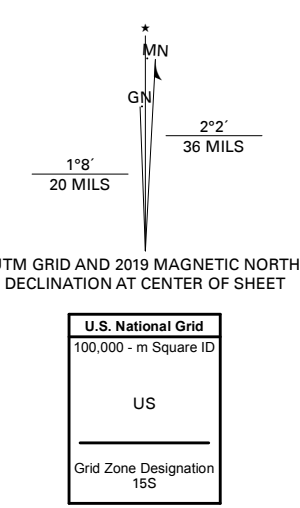 ★
MN
GN
1°8´
20 MILS
2°2´
36 MILS
UTM GRID AND 2019 MAGNETIC NORTH
DECLINATION AT CENTER OF SHEET
U.S. National Grid
100,000 - m Square ID
US
Grid Zone Designation
15S